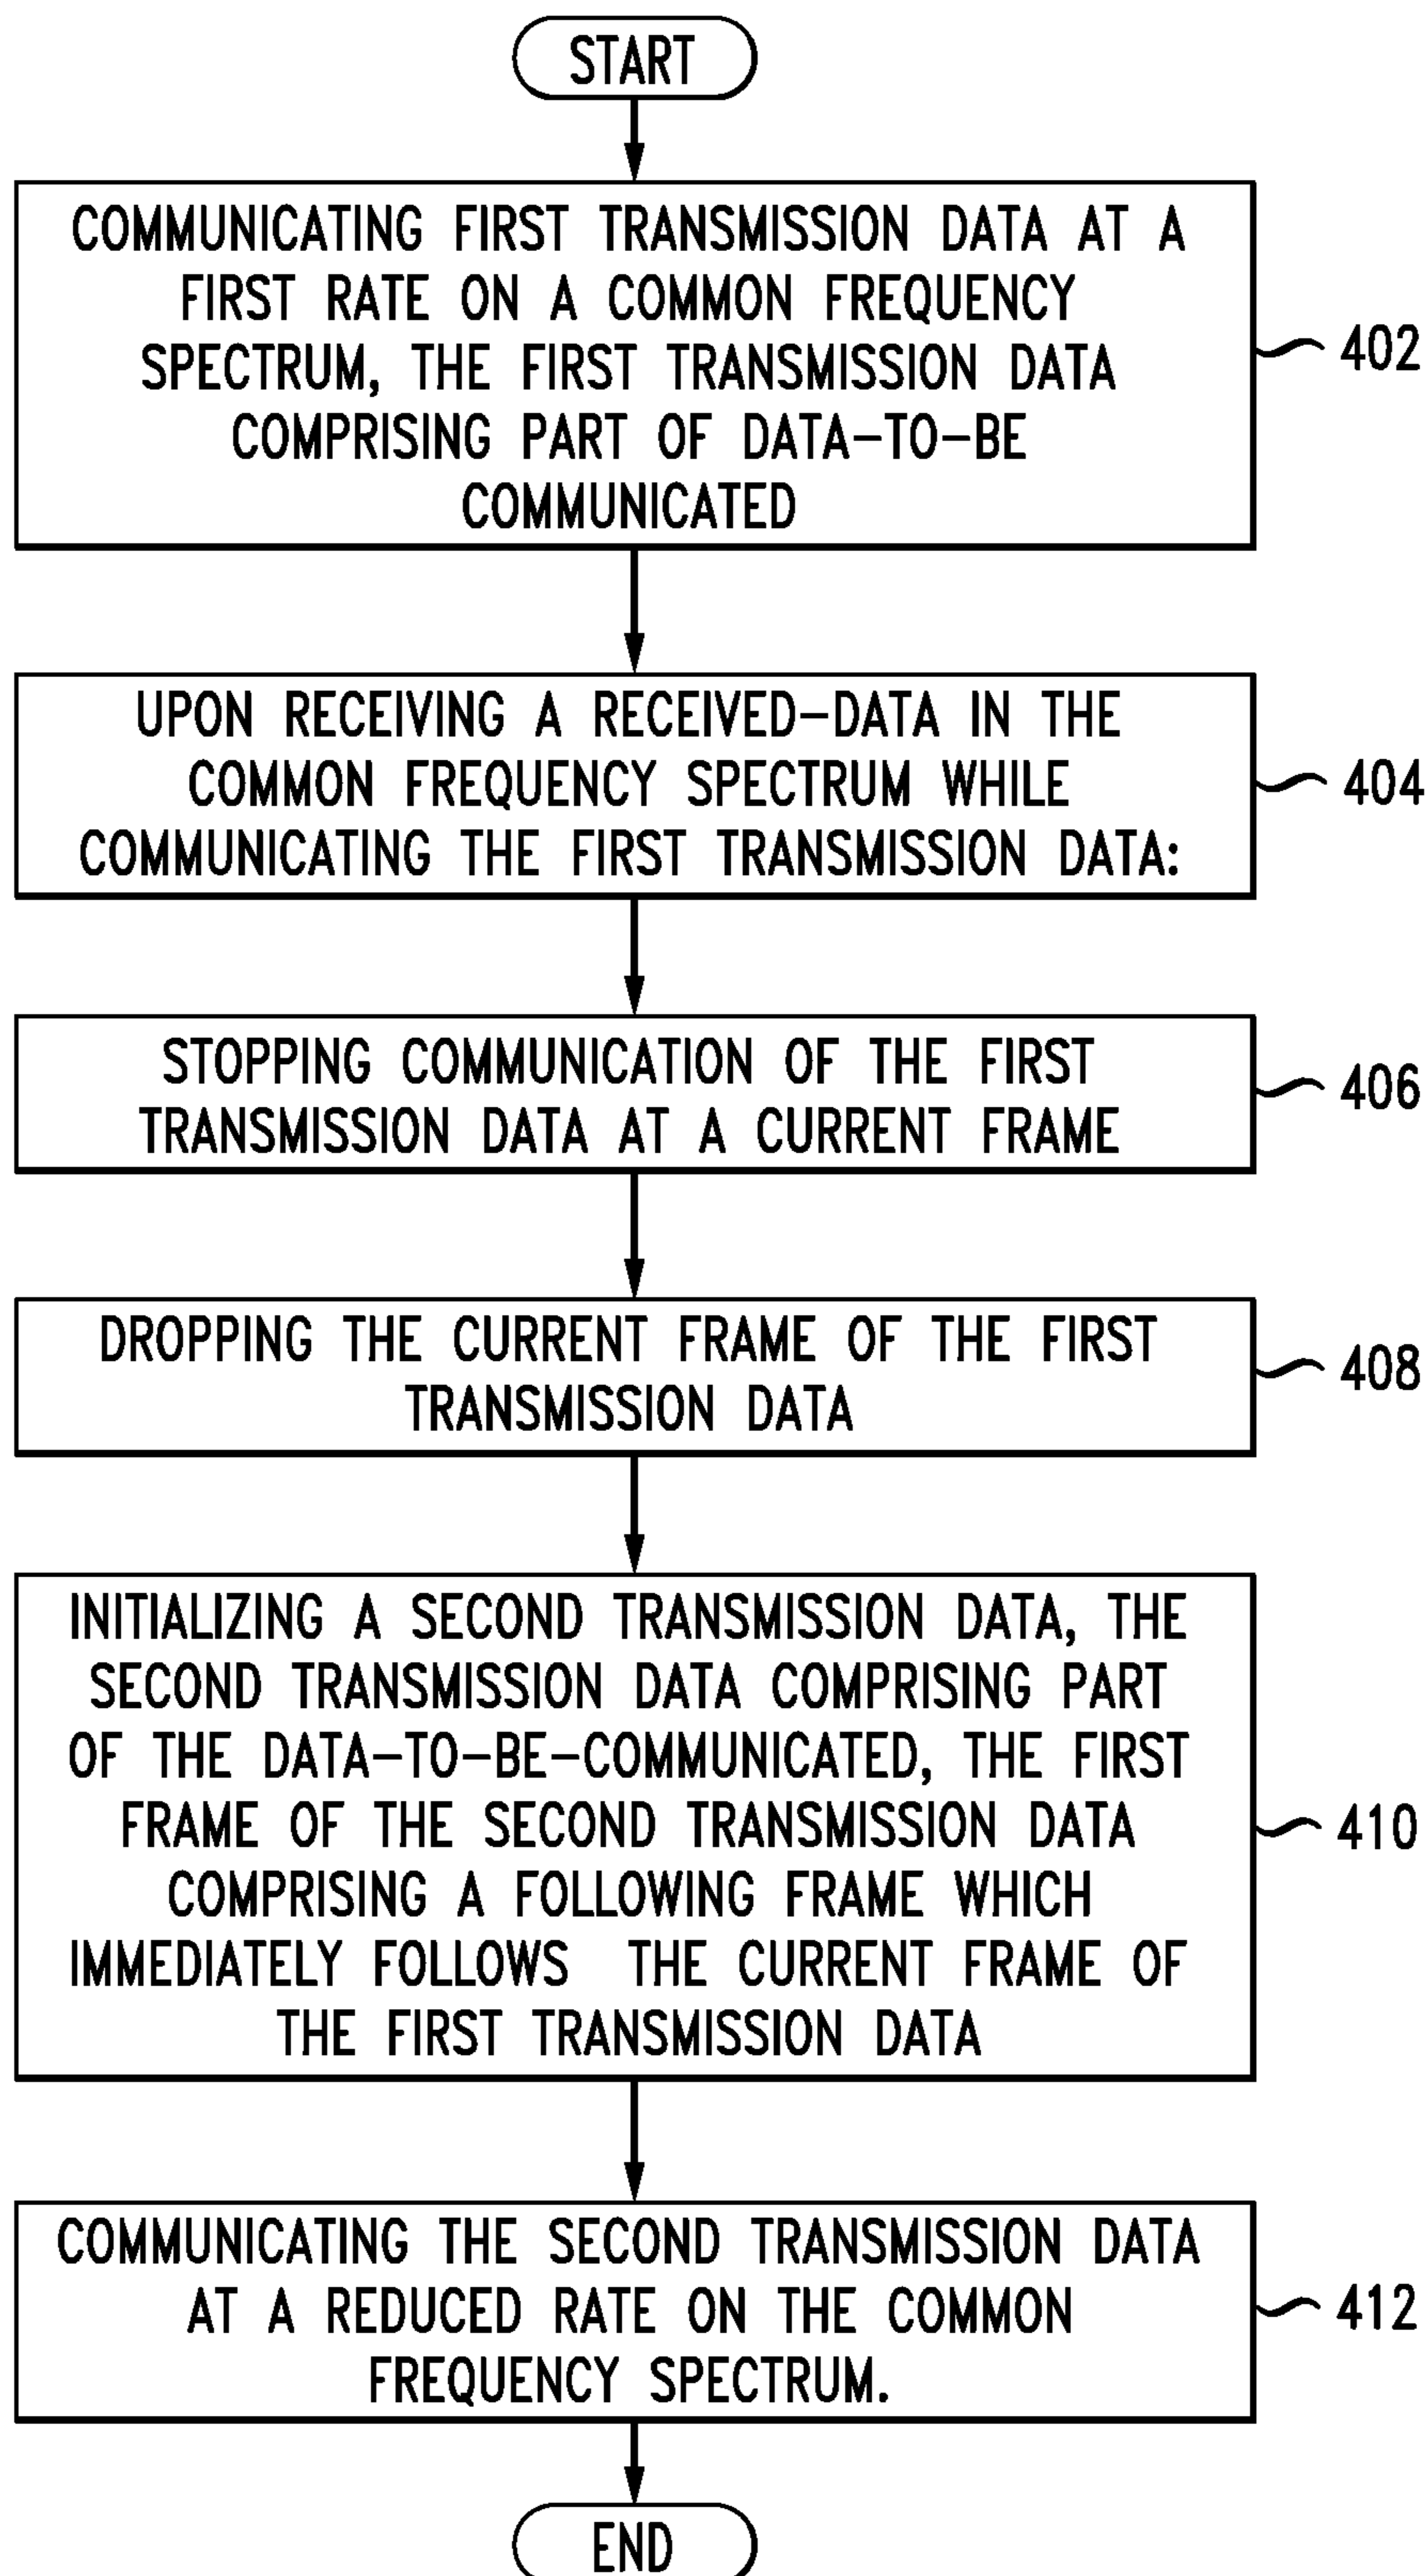 START
COMMUNICATING FIRST TRANSMISSION DATA AT A
FIRST RATE ON A COMMON FREQUENCY
SPECTRUM, THE FIRST TRANSMISSION DATA
COMPRISING PART OF DATA-TO-BE
COMMUNICATED
402
UPON RECEIVING A RECEIVED-DATA IN THE
COMMON FREQUENCY SPECTRUM WHILE
COMMUNICATING THE FIRST TRANSMISSION DATA:
404
STOPPING COMMUNICATION OF THE FIRST
TRANSMISSION DATA AT A CURRENT FRAME
406
DROPPING THE CURRENT FRAME OF THE FIRST
TRANSMISSION DATA
408
INITIALIZING A SECOND TRANSMISSION DATA, THE
SECOND TRANSMISSION DATA COMPRISING PART
OF THE DATA-TO-BE-COMMUNICATED, THE FIRST
FRAME OF THE SECOND TRANSMISSION DATA
COMPRISING A FOLLOWING FRAME WHICH
IMMEDIATELY FOLLOWS THE CURRENT FRAME OF
THE FIRST TRANSMISSION DATA
410
COMMUNICATING THE SECOND TRANSMISSION DATA
AT A REDUCED RATE ON THE COMMON
FREQUENCY SPECTRUM.
412
END